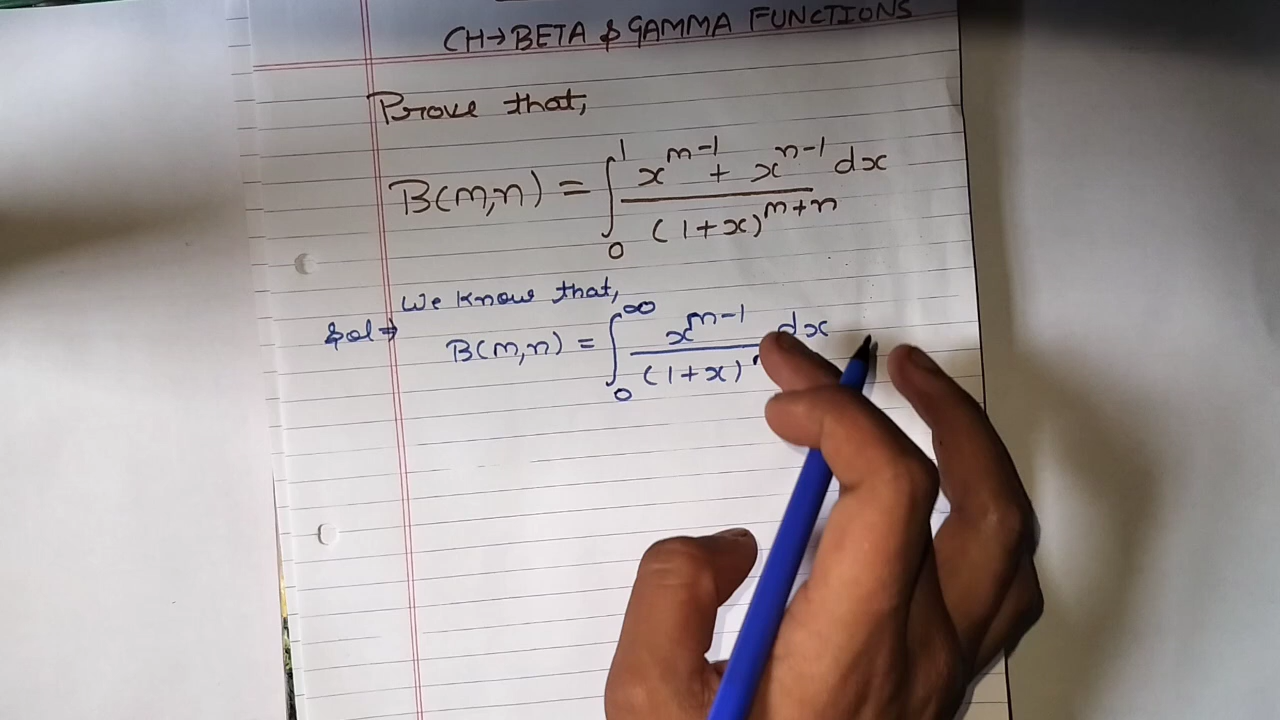 CH→BETA & GAMMA FUNCTIONS
Prove that,
B(m,n) = ∫₀¹ x^(m-1) + x^(n-1) / (1+x)^(m+n) dx
We know that,
Sol⇒
B(m,n) = ∫₀^∞ x^(m-1) / (1+x) dx